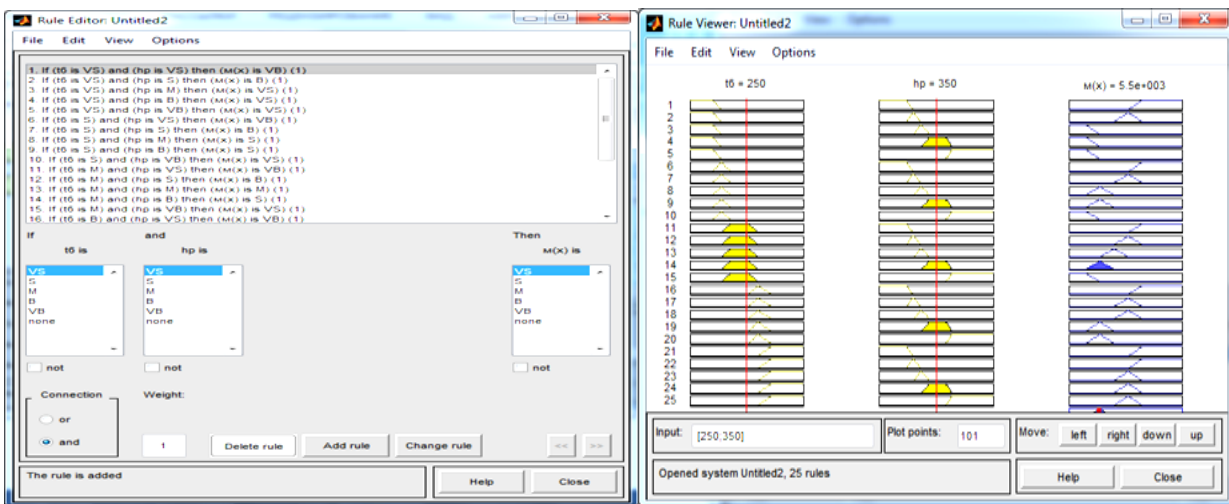 Rule Editor: Untitled2
File Edit View Options
1. If (t6 is VS) and (hp is VS) then (м(x) is VB) (1)
2. If (t6 is VS) and (hp is S) then (м(x) is B) (1)
3. If (t6 is VS) and (hp is M) then (м(x) is VS) (1)
4. If (t6 is VS) and (hp is B) then (м(x) is VS) (1)
5. If (t6 is VS) and (hp is VB) then (м(x) is VS) (1)
6. If (t6 is S) and (hp is VS) then (м(x) is VB) (1)
7. If (t6 is S) and (hp is S) then (м(x) is B) (1)
8. If (t6 is S) and (hp is M) then (м(x) is S) (1)
9. If (t6 is S) and (hp is B) then (м(x) is S) (1)
10. If (t6 is S) and (hp is VB) then (м(x) is VS) (1)
11. If (t6 is M) and (hp is VS) then (м(x) is VB) (1)
12. If (t6 is M) and (hp is S) then (м(x) is B) (1)
13. If (t6 is M) and (hp is M) then (м(x) is M) (1)
14. If (t6 is M) and (hp is B) then (м(x) is S) (1)
15. If (t6 is M) and (hp is VB) then (м(x) is VS) (1)
16. If (t6 is B) and (hp is VS) then (м(x) is VB) (1)
If and Then
t6 is hp is м(x) is
VS VS VS
S S S
M M M
B B B
VB VB VB
none none none
not not not
Connection Weight:
or
and 1 Delete rule Add rule Change rule << >>
The rule is added Help Close
Rule Viewer: Untitled2
File Edit View Options
t6 = 250 hp = 350 м(x) = 5.5e+003
1
2
3
4
5
6
7
8
9
10
11
12
13
14
15
16
17
18
19
20
21
22
23
24
25
Input: [250;350] Plot points: 101 Move: left right down up
Opened system Untitled2, 25 rules Help Close